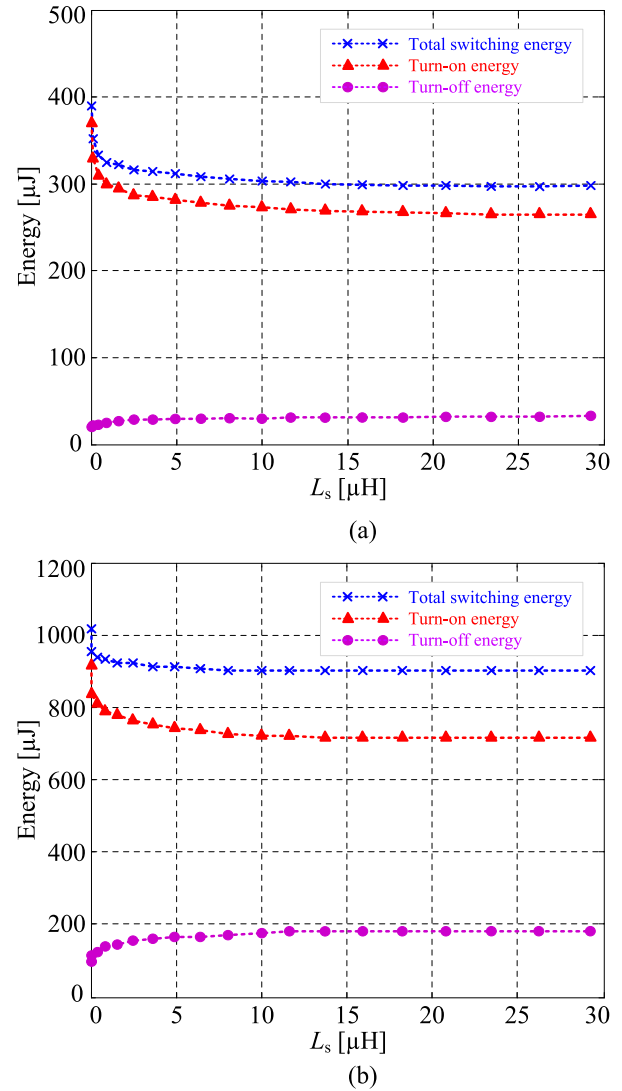 500
Total switching energy
Turn-on energy
400
Turn-off energy
300
Energy [µJ]
200
100
0
0 5 10 15 20 25 30
Ls [µH]
(a)
1200
Total switching energy
1000
Turn-on energy
Turn-off energy
800
Energy [µJ]
600
400
200
0
0 5 10 15 20 25 30
Ls [µH]
(b)